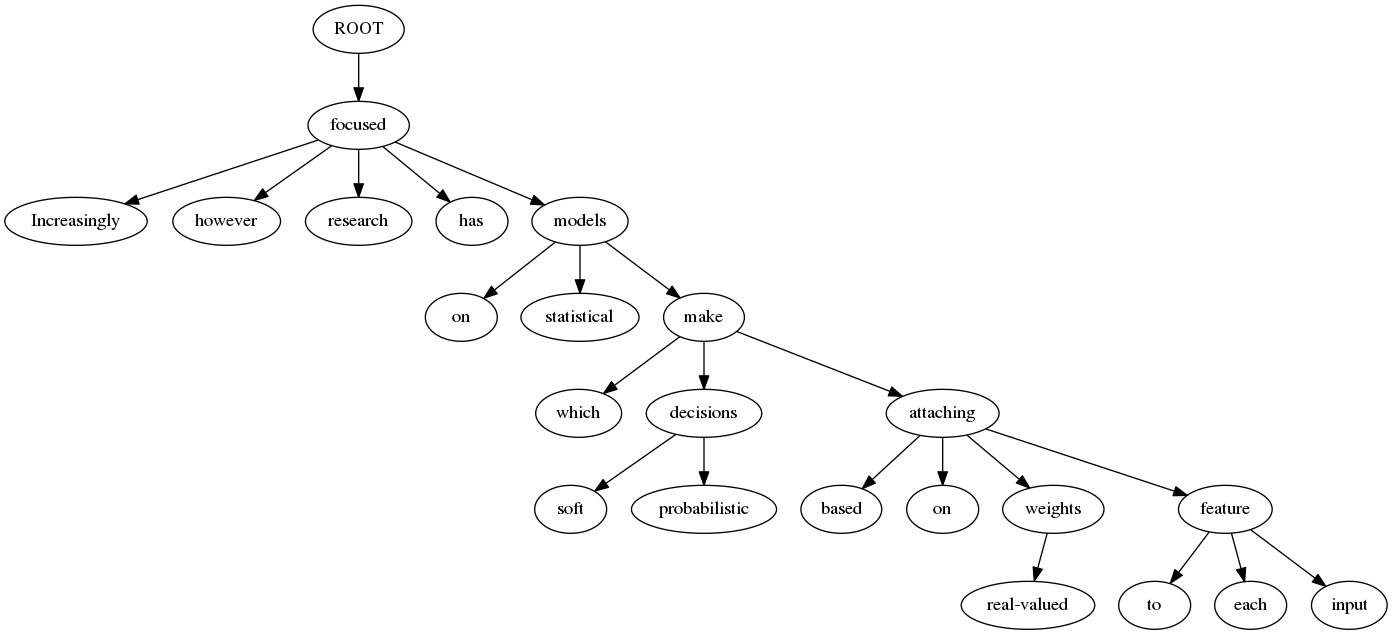 ROOT
focused
Increasingly however research has models
on statistical make
which decisions attaching
soft probabilistic based on weights feature
real-valued to each input